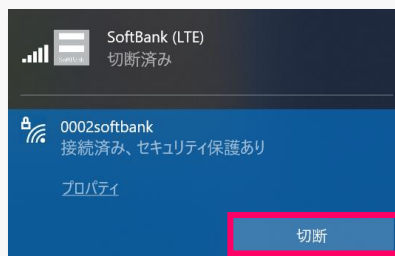 SoftBank (LTE)
切断済み
SoftBank
0002softbank
接続済み、セキュリティ保護あり
プロパティ
切断